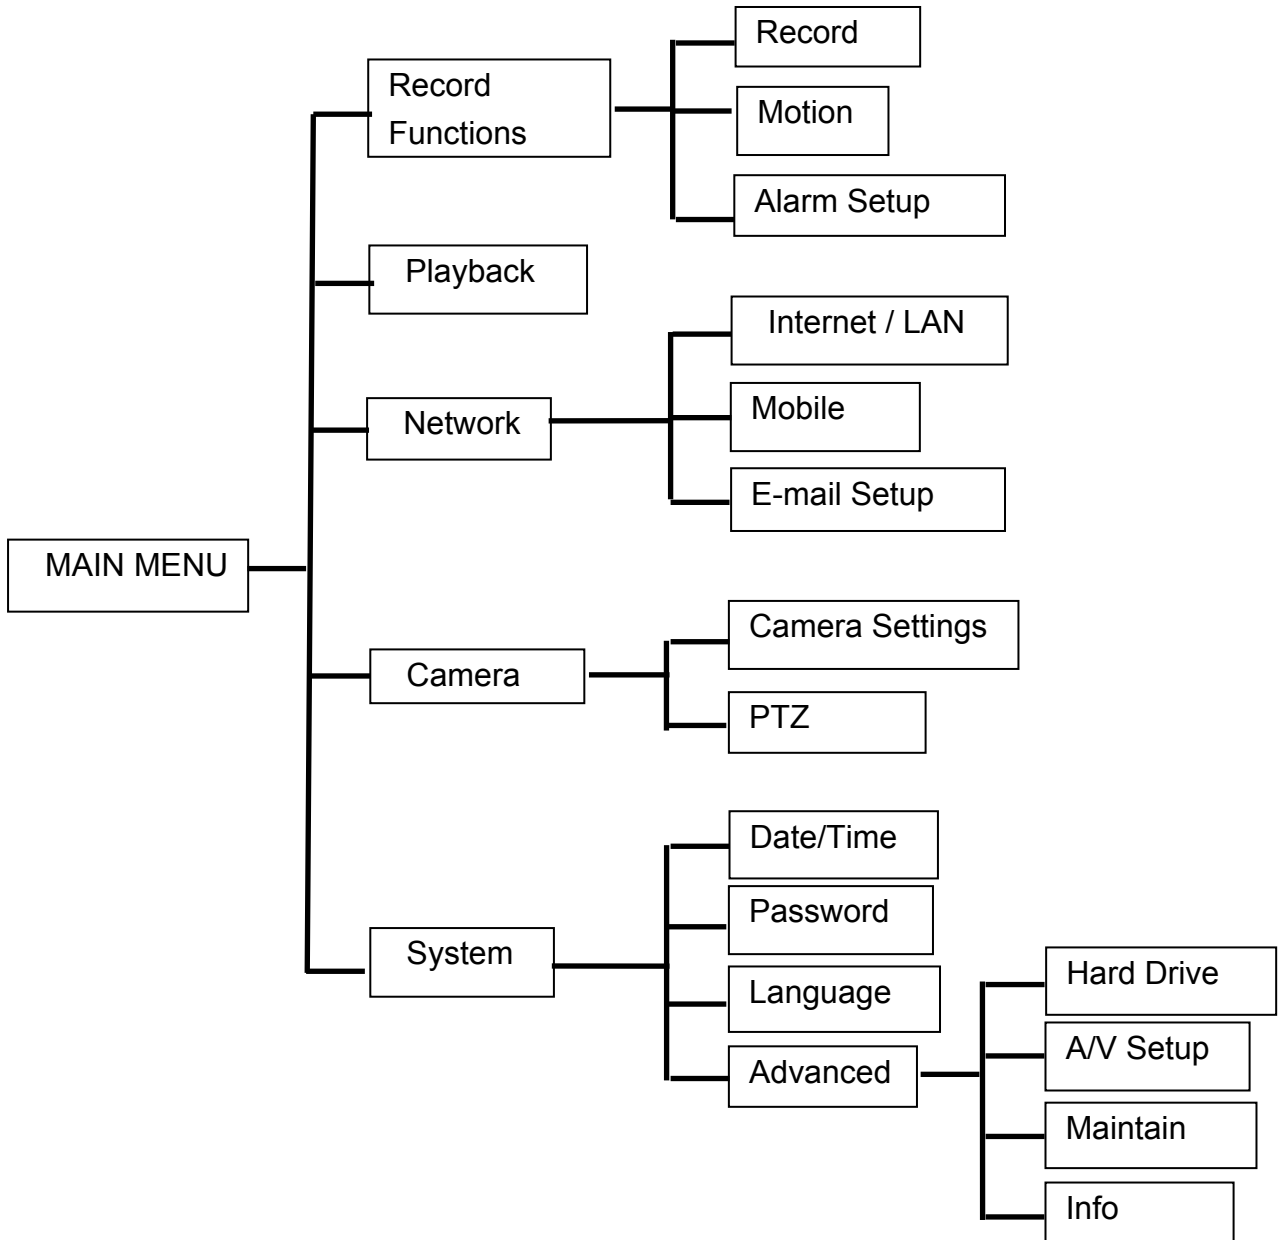 MAIN MENU
Record
Functions
Record
Motion
Alarm Setup
Playback
Network
Internet / LAN
Mobile
E-mail Setup
Camera
Camera Settings
PTZ
System
Date/Time
Password
Language
Advanced
Hard Drive
A/V Setup
Maintain
Info